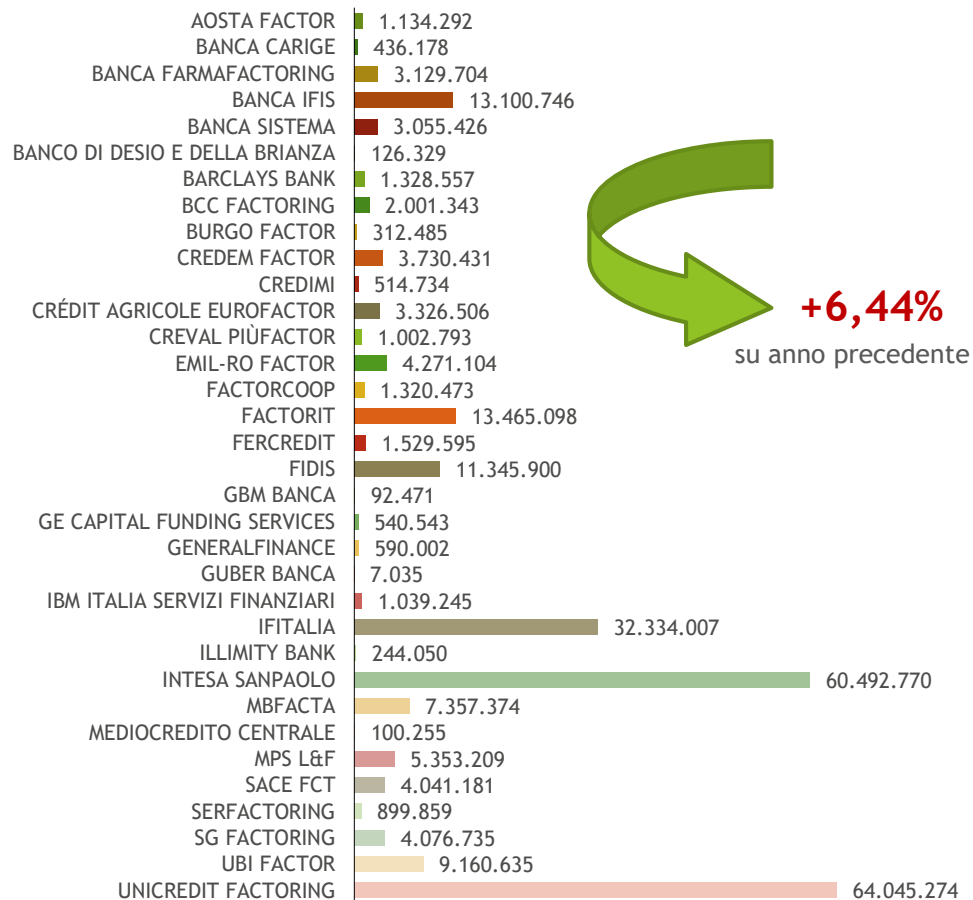 AOSTA FACTOR 1.134.292
BANCA CARIGE 436.178
BANCA FARMAFACTORING 3.129.704
BANCA IFIS 13.100.746
BANCA SISTEMA 3.055.426
BANCO DI DESIO E DELLA BRIANZA 126.329
BARCLAYS BANK 1.328.557
BCC FACTORING 2.001.343
BURGO FACTOR 312.485
CREDEM FACTOR 3.730.431
CREDIMI 514.734
CRÉDIT AGRICOLE EUROFACTOR 3.326.506
CREVAL PIÙFACTOR 1.002.793
EMIL-RO FACTOR 4.271.104
FACTORCOOP 1.320.473
FACTORIT 13.465.098
FERCREDIT 1.529.595
FIDIS 11.345.900
GBM BANCA 92.471
GE CAPITAL FUNDING SERVICES 540.543
GENERALFINANCE 590.002
GUBER BANCA 7.035
IBM ITALIA SERVIZI FINANZIARI 1.039.245
IFITALIA 32.334.007
ILLIMITY BANK 244.050
INTESA SANPAOLO 60.492.770
MBFACTA 7.357.374
MEDIOCREDITO CENTRALE 100.255
MPS L&F 5.353.209
SACE FCT 4.041.181
SERFACTORING 899.859
SG FACTORING 4.076.735
UBI FACTOR 9.160.635
UNICREDIT FACTORING 64.045.274
+6,44%
su anno precedente